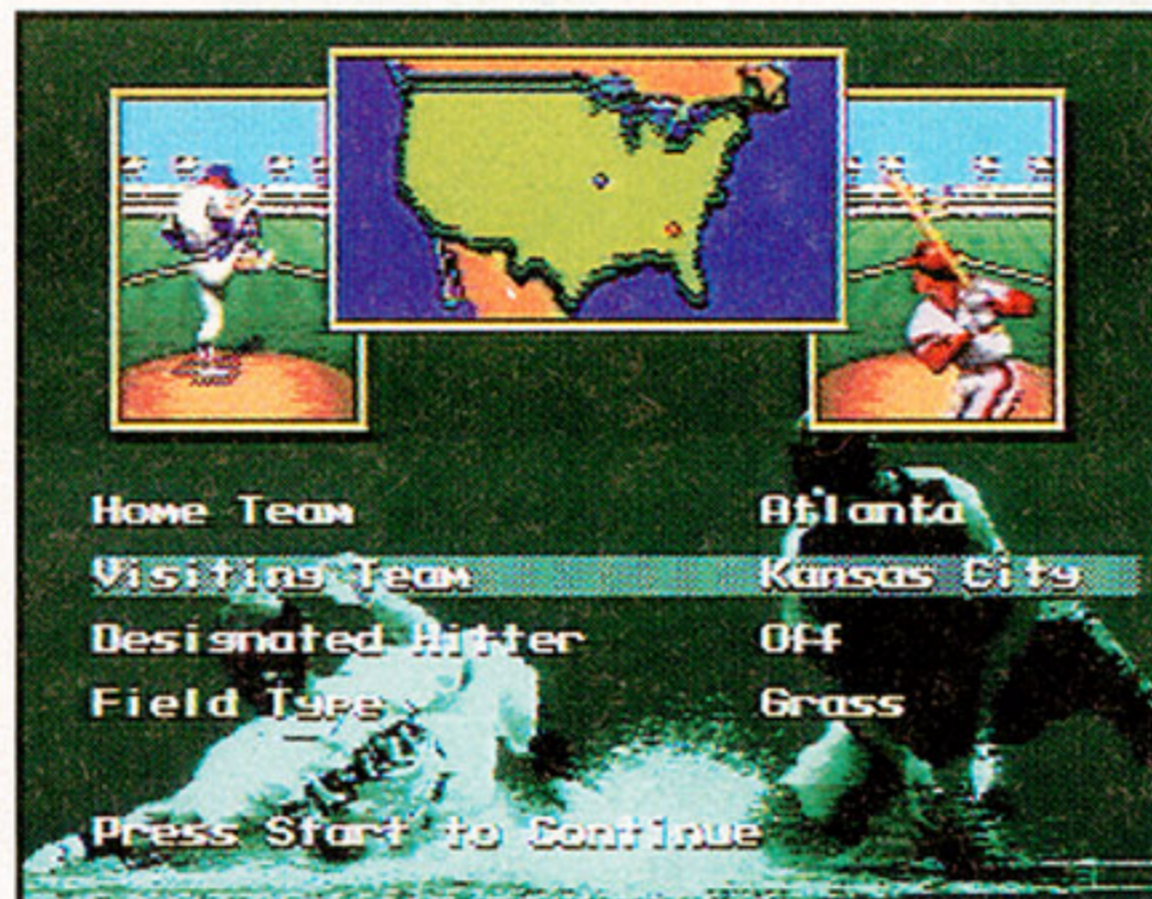 Home Team Atlanta
Visiting Team Kansas City
Designated Hitter Off
Field Type Grass
Press Start to Continue